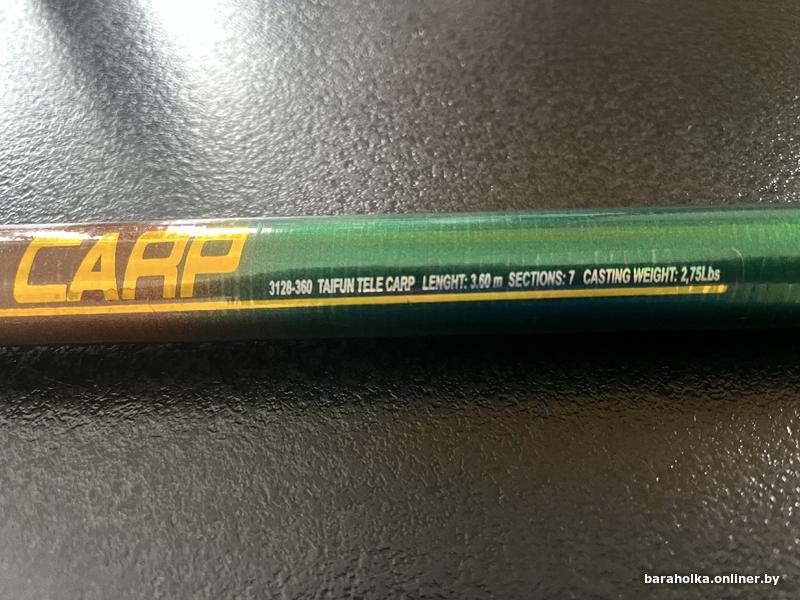 CARP
3128-360 TAIFUN TELE CARP LENGHT: 3.60 m SECTIONS: 7 CASTING WEIGHT: 2,75Lbs
baraholka.onliner.by